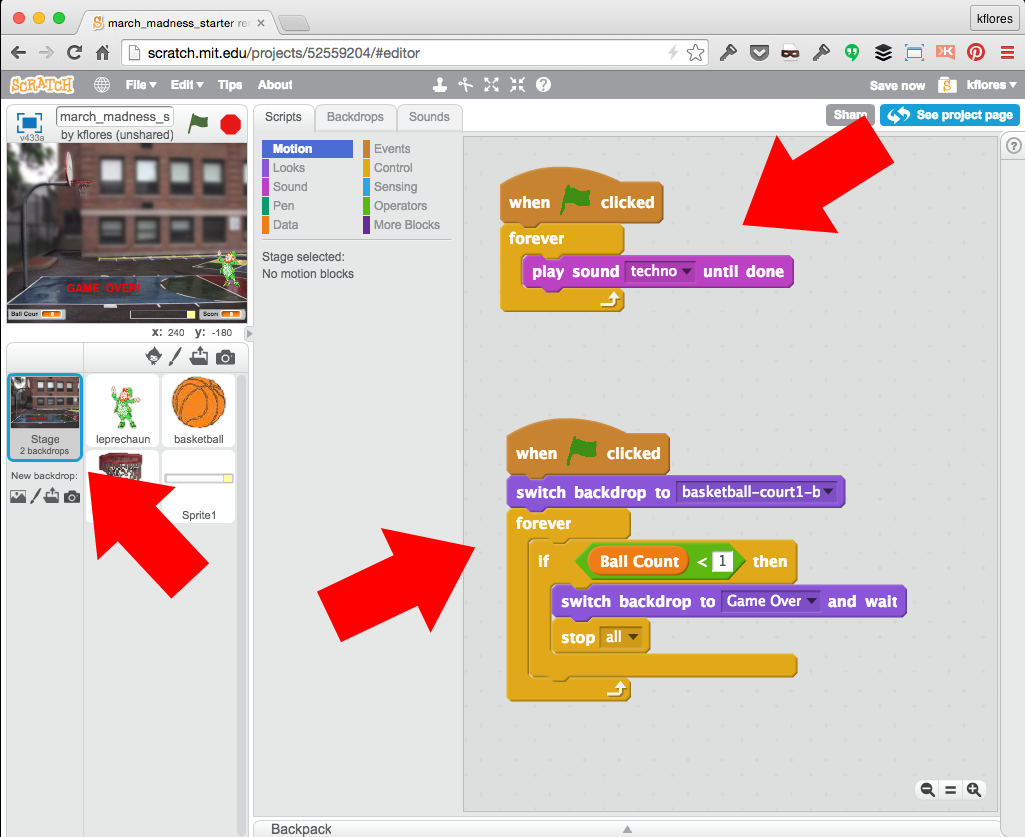 march_madness_starter re
kflores
scratch.mit.edu/projects/52559204/#editor
SCRATCH
File
Edit
Tips
About
Save now
kflores
v433a
march_madness_s
by kflores (unshared)
Scripts
Backdrops
Sounds
Share
See project page
Motion
Looks
Sound
Pen
Data
Events
Control
Sensing
Operators
More Blocks
Stage selected:
No motion blocks
GAME OVER!
Ball Coun
Score
x: 240 y: -180
Stage
2 backdrops
New backdrop:
leprechaun
basketball
Sprite1
when clicked
forever
play sound techno until done
when clicked
switch backdrop to basketball-court1-b
forever
if Ball Count < 1 then
switch backdrop to Game Over and wait
stop all
Backpack